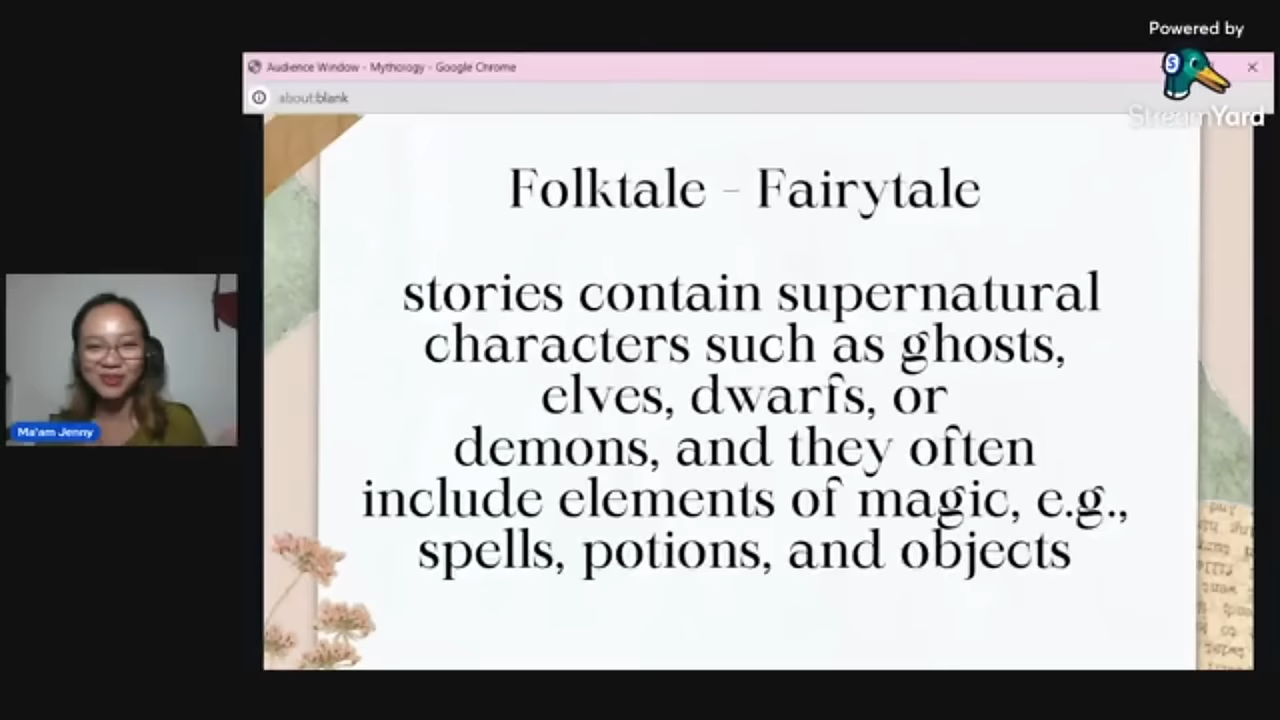 Powered by
StreamYard
Audience Window - Mythology - Google Chrome
about:blank
Folktale - Fairytale
stories contain supernatural
characters such as ghosts,
elves, dwarfs, or
demons, and they often
include elements of magic, e.g.,
spells, potions, and objects
Ma'am Jenny